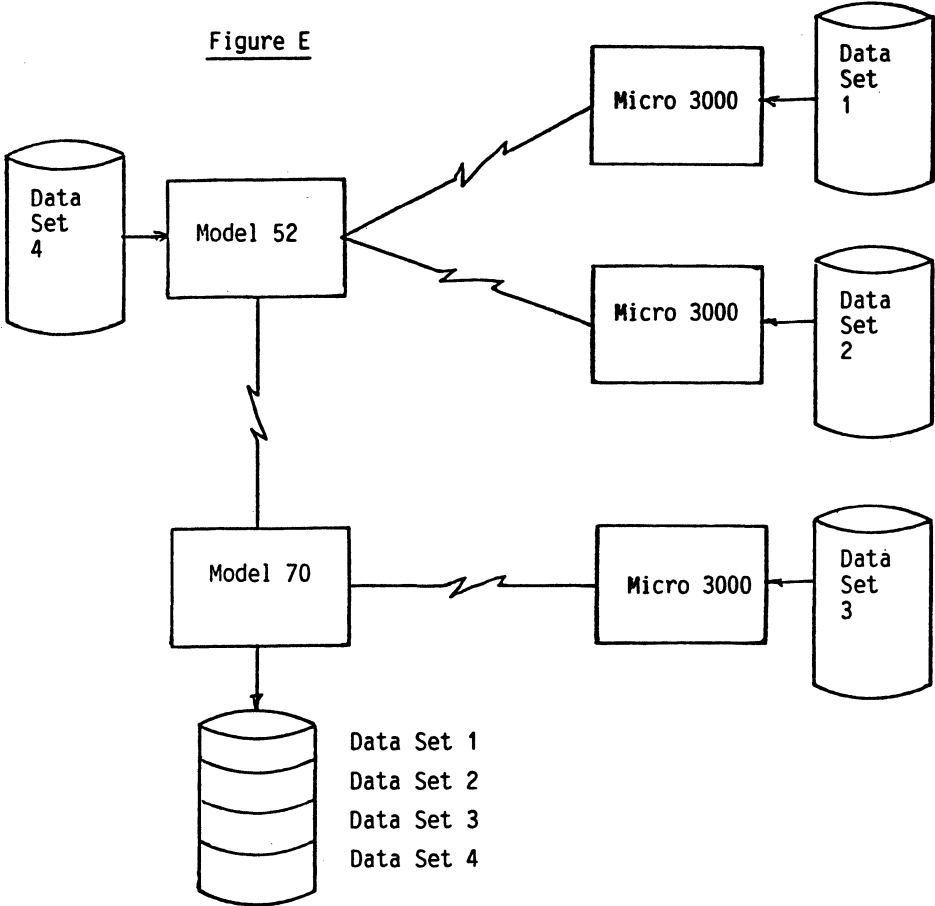 Figure E
Data
Set
1
Micro 3000
Data
Set
4
Model 52
Micro 3000
Data
Set
2
Model 70
Micro 3000
Data
Set
3
Data Set 1
Data Set 2
Data Set 3
Data Set 4